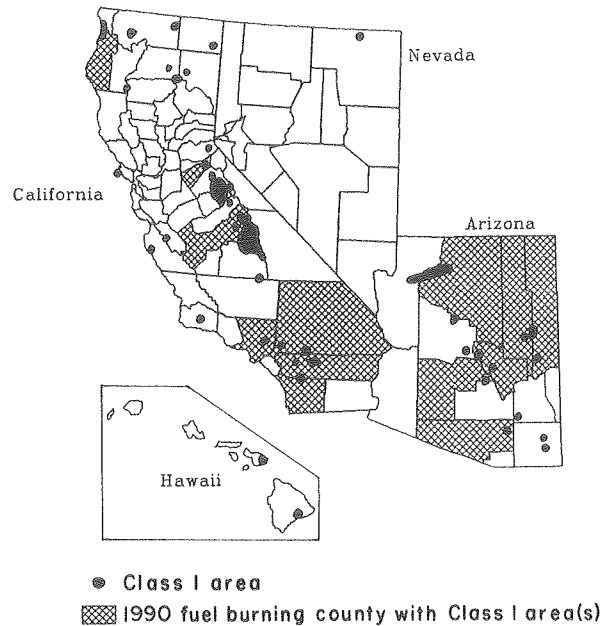 Nevada
California
Arizona
Hawaii
Class I area
1990 fuel burning county with Class I area(s)